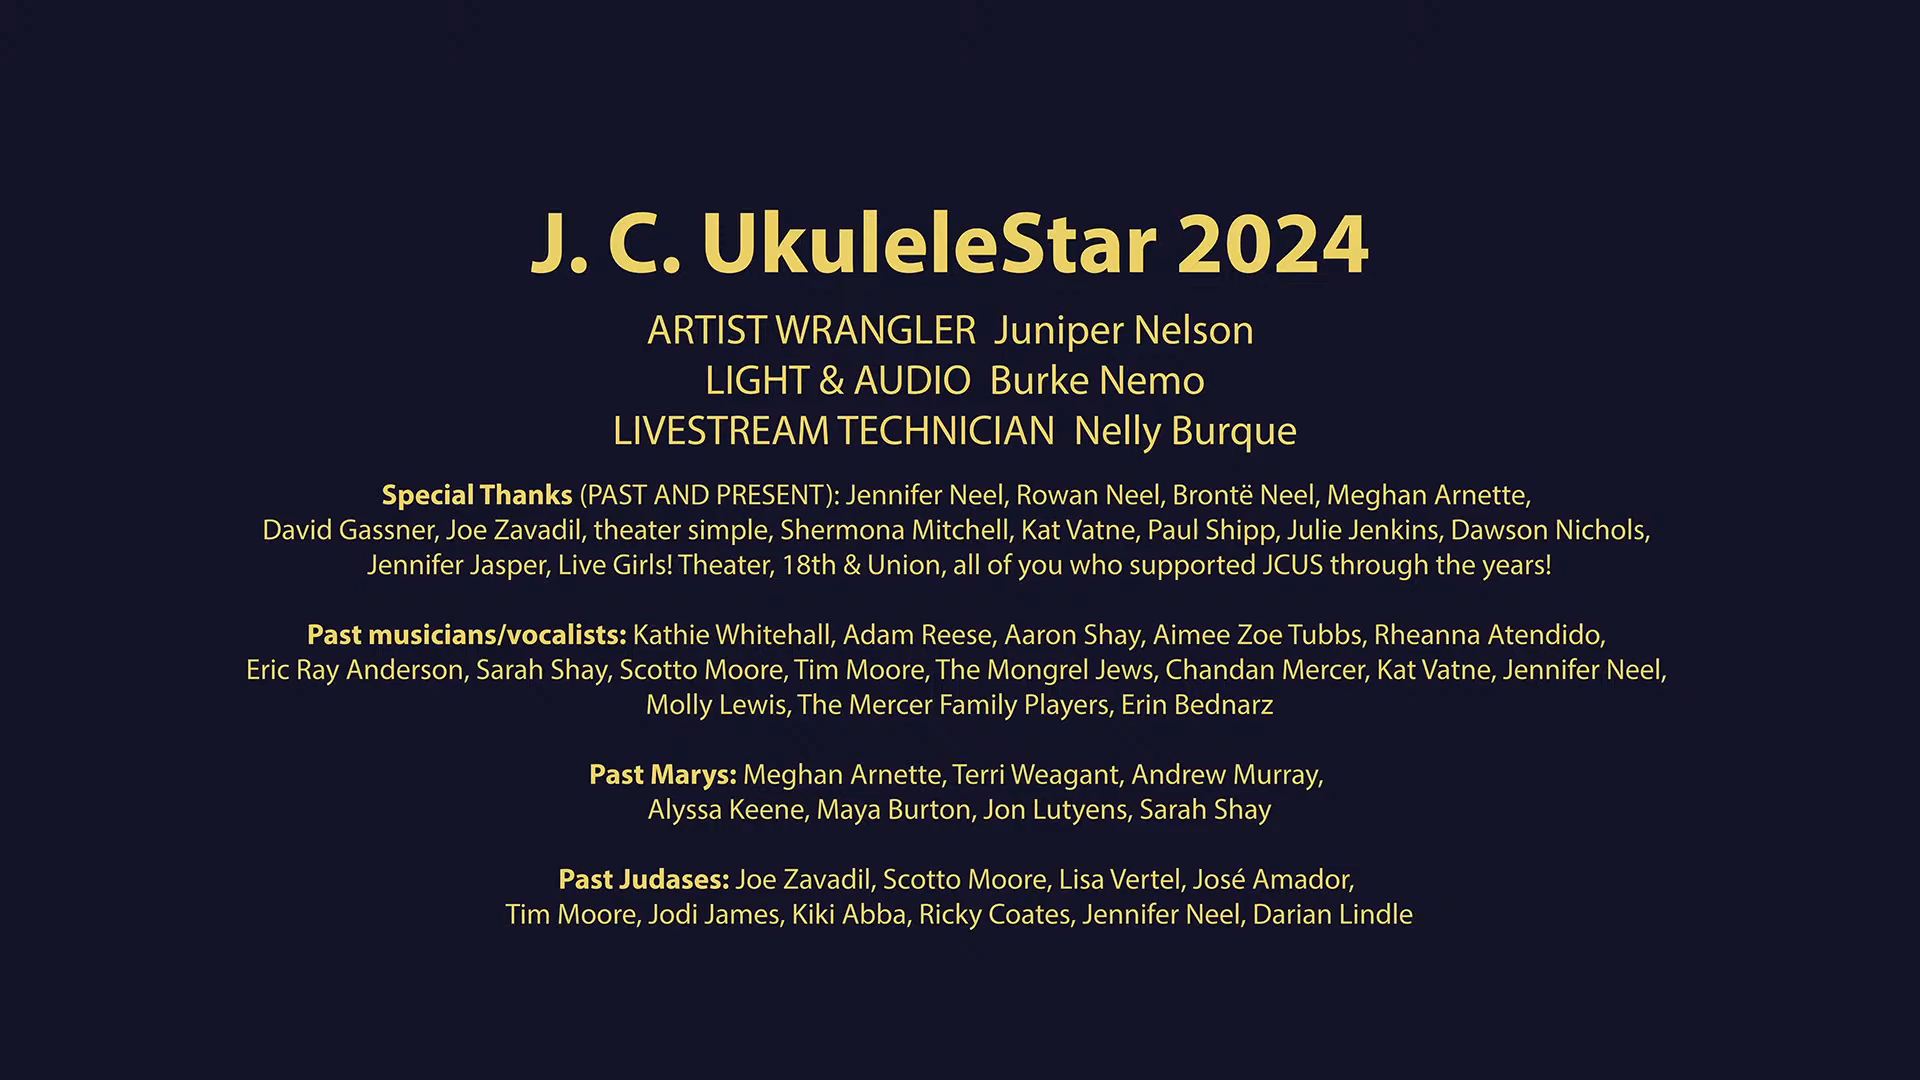 J. C. UkuleleStar 2024
ARTIST WRANGLER  Juniper Nelson
LIGHT & AUDIO  Burke Nemo
LIVESTREAM TECHNICIAN  Nelly Burque
Special Thanks (PAST AND PRESENT): Jennifer Neel, Rowan Neel, Brontë Neel, Meghan Arnette,
David Gassner, Joe Zavadil, theater simple, Shermona Mitchell, Kat Vatne, Paul Shipp, Julie Jenkins, Dawson Nichols,
Jennifer Jasper, Live Girls! Theater, 18th & Union, all of you who supported JCUS through the years!
Past musicians/vocalists: Kathie Whitehall, Adam Reese, Aaron Shay, Aimee Zoe Tubbs, Rheanna Atendido,
Eric Ray Anderson, Sarah Shay, Scotto Moore, Tim Moore, The Mongrel Jews, Chandan Mercer, Kat Vatne, Jennifer Neel,
Molly Lewis, The Mercer Family Players, Erin Bednarz
Past Marys: Meghan Arnette, Terri Weagant, Andrew Murray,
Alyssa Keene, Maya Burton, Jon Lutyens, Sarah Shay
Past Judases: Joe Zavadil, Scotto Moore, Lisa Vertel, José Amador,
Tim Moore, Jodi James, Kiki Abba, Ricky Coates, Jennifer Neel, Darian Lindle